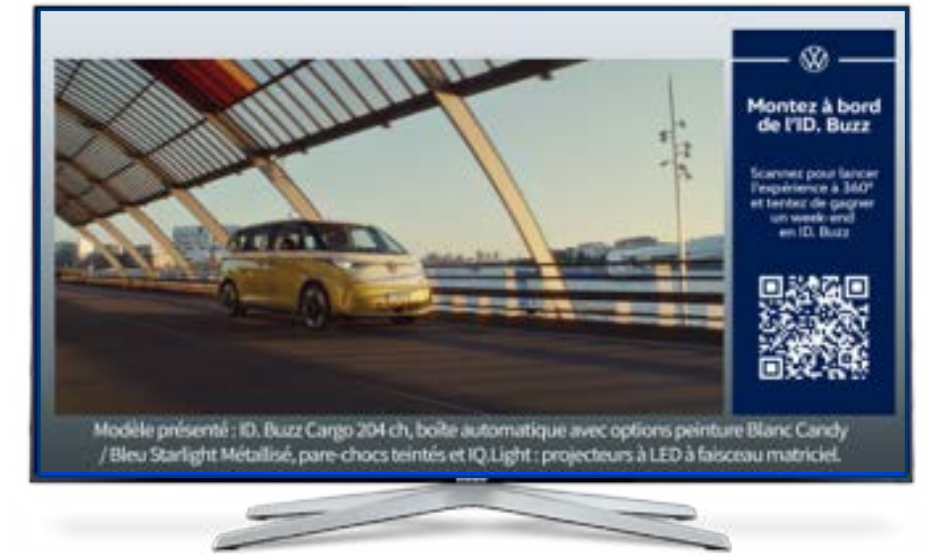 Montez à bord
de l'ID. Buzz
Scannez pour lancer
l'expérience à 360°
et tentez de gagner
un week-end
en ID. Buzz
Modèle présenté : ID. Buzz Cargo 204 ch, boîte automatique avec options peinture Blanc Candy
/ Bleu Starlight Métallisé, pare-chocs teintés et IQ.Light : projecteurs à LED à faisceau matriciel.